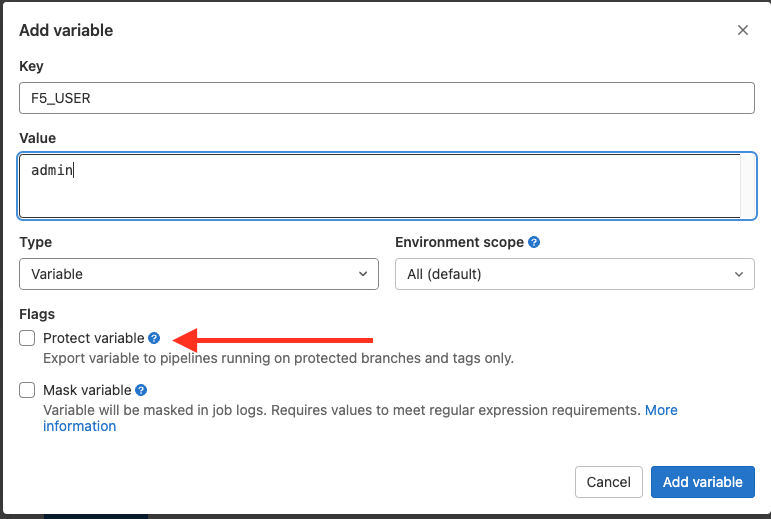 Add variable
Key
F5_USER
Value
admin
Type
Environment scope ?
Variable
All (default)
Flags
Protect variable ?
Export variable to pipelines running on protected branches and tags only.
Mask variable ?
Variable will be masked in job logs. Requires values to meet regular expression requirements. More
information
Cancel
Add variable